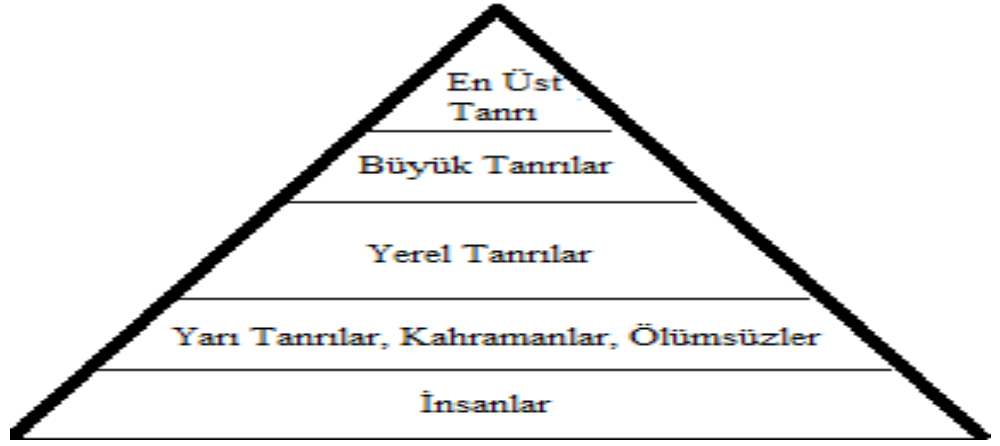 En Üst
Tanrı
Büyük Tanrılar
Yerel Tanrılar
Yarı Tanrılar, Kahramanlar, Ölümsüzler
İnsanlar